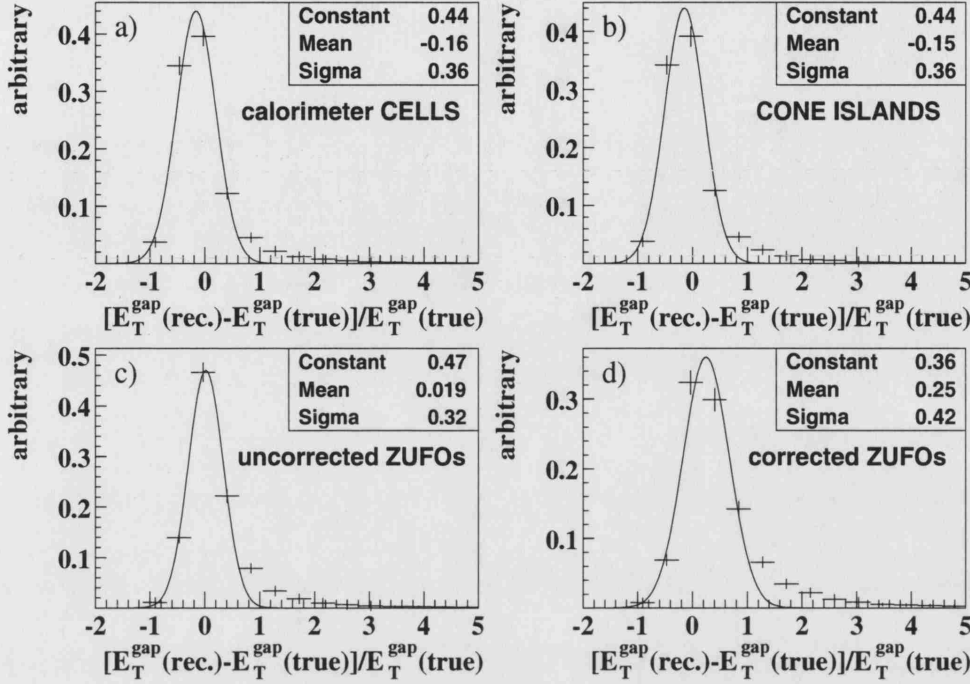 a)
Constant 0.44
Mean -0.16
Sigma 0.36
calorimeter CELLS
arbitrary
0.4
0.3
0.2
0.1
-2 -1 0 1 2 3 4 5
[E_T^gap(rec.)-E_T^gap(true)]/E_T^gap(true)
b)
Constant 0.44
Mean -0.15
Sigma 0.36
CONE ISLANDS
arbitrary
0.4
0.3
0.2
0.1
-2 -1 0 1 2 3 4 5
[E_T^gap(rec.)-E_T^gap(true)]/E_T^gap(true)
c)
Constant 0.47
Mean 0.019
Sigma 0.32
uncorrected ZUFOs
arbitrary
0.5
0.4
0.3
0.2
0.1
-2 -1 0 1 2 3 4 5
[E_T^gap(rec.)-E_T^gap(true)]/E_T^gap(true)
d)
Constant 0.36
Mean 0.25
Sigma 0.42
corrected ZUFOs
arbitrary
0.3
0.2
0.1
-2 -1 0 1 2 3 4 5
[E_T^gap(rec.)-E_T^gap(true)]/E_T^gap(true)